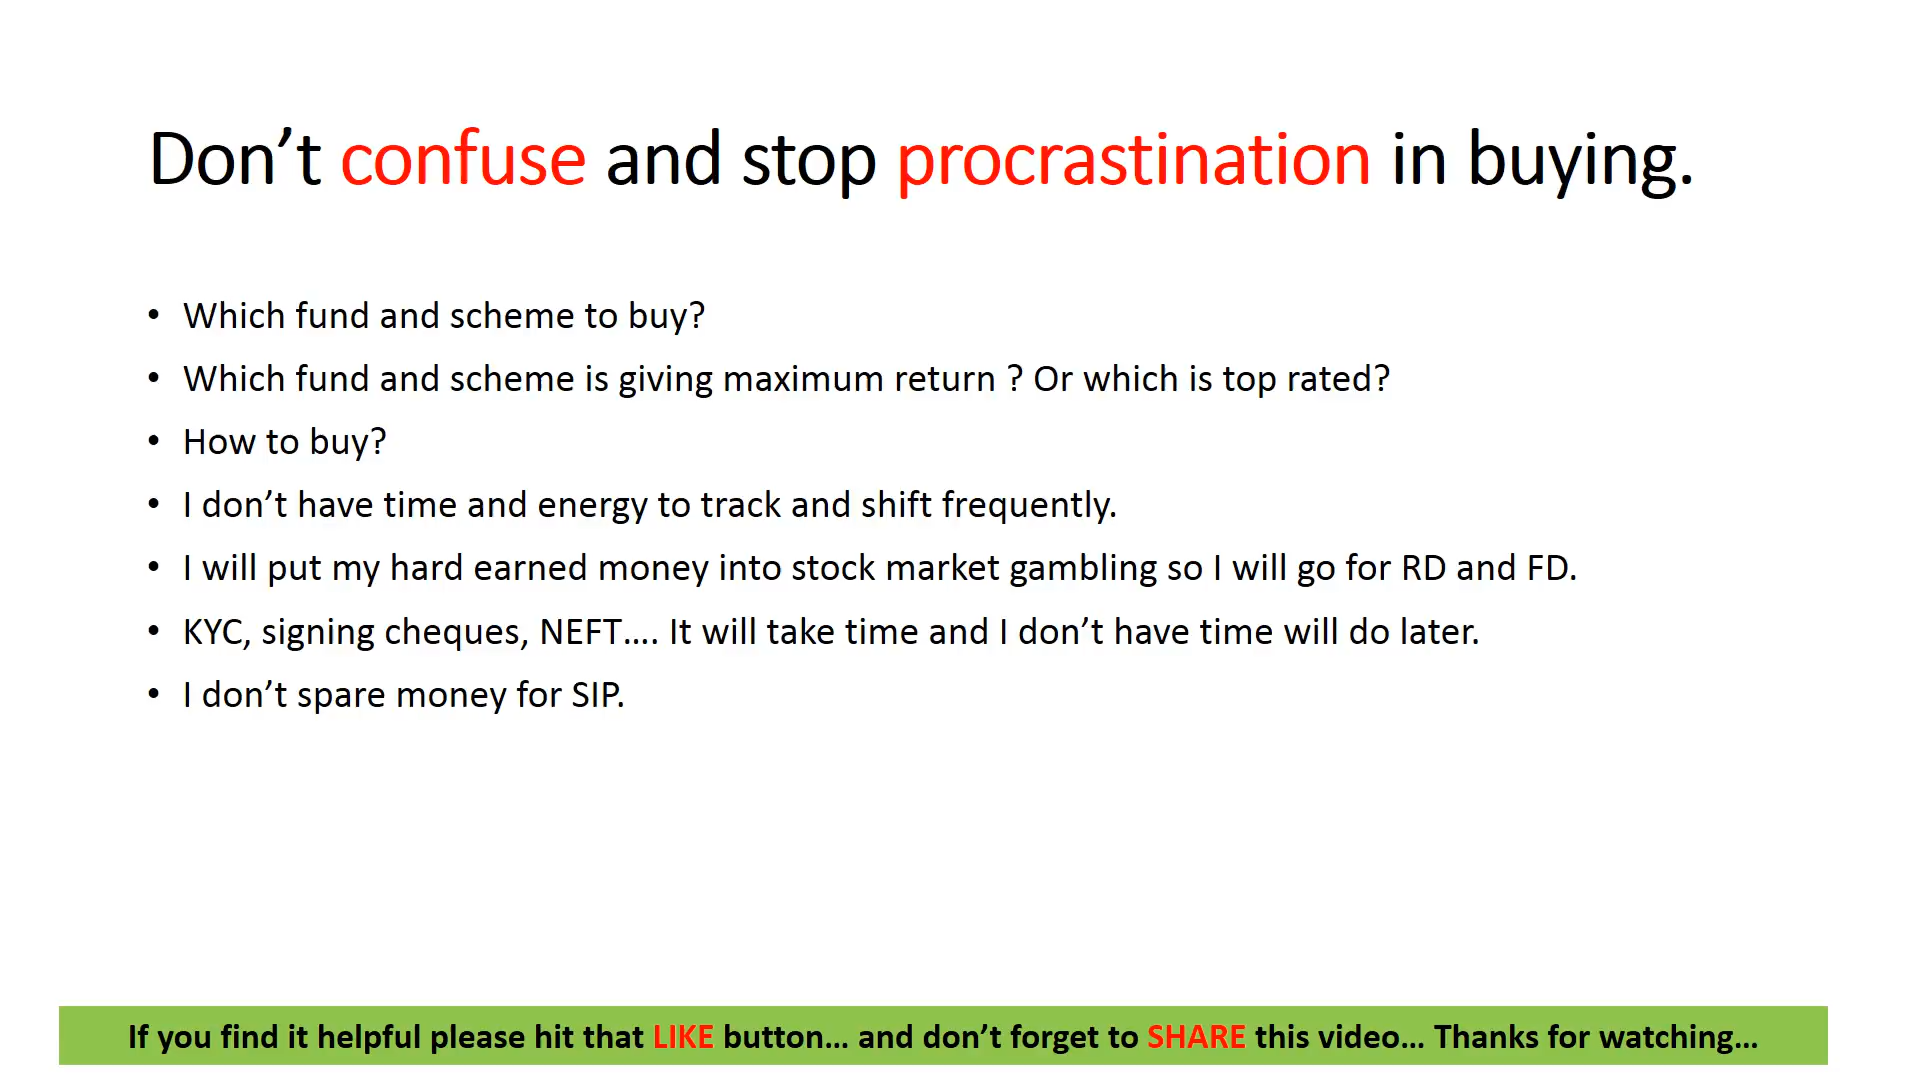 Don’t confuse and stop procrastination in buying.
• Which fund and scheme to buy?
• Which fund and scheme is giving maximum return ? Or which is top rated?
• How to buy?
• I don’t have time and energy to track and shift frequently.
• I will put my hard earned money into stock market gambling so I will go for RD and FD.
• KYC, signing cheques, NEFT…. It will take time and I don’t have time will do later.
• I don’t spare money for SIP.
If you find it helpful please hit that LIKE button… and don’t forget to SHARE this video… Thanks for watching…